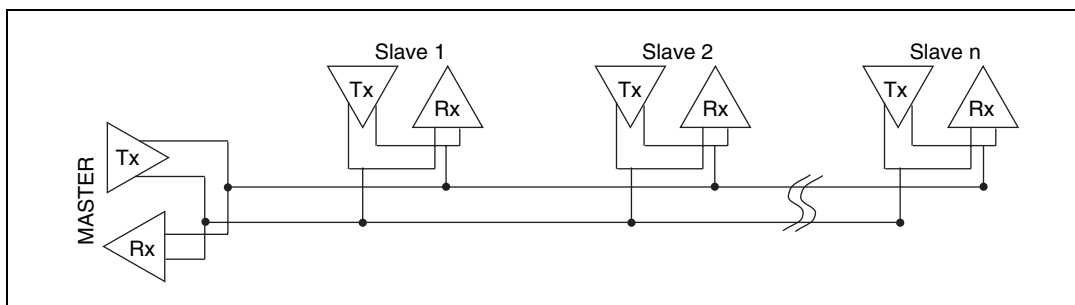 Slave 1
Slave 2
Slave n
Tx
Rx
Tx
Rx
Tx
Rx
MASTER
Tx
Rx